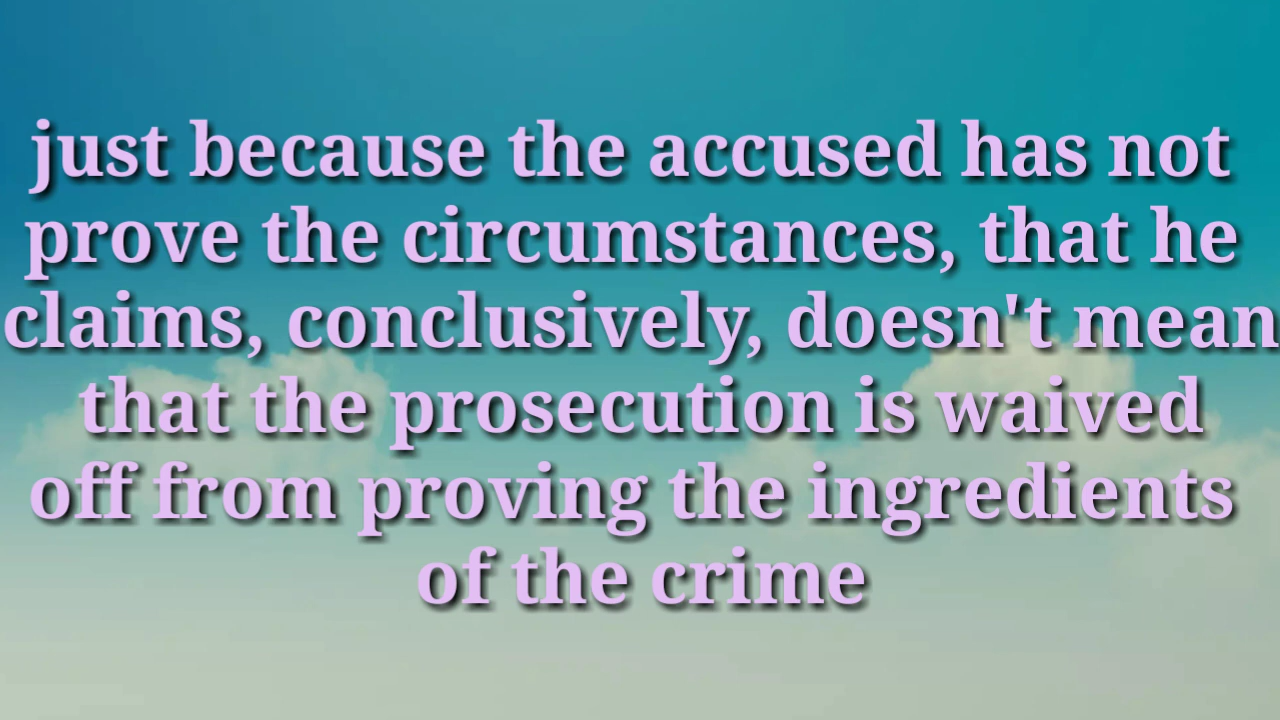 just because the accused has not
prove the circumstances, that he
claims, conclusively, doesn't mean
that the prosecution is waived
off from proving the ingredients
of the crime